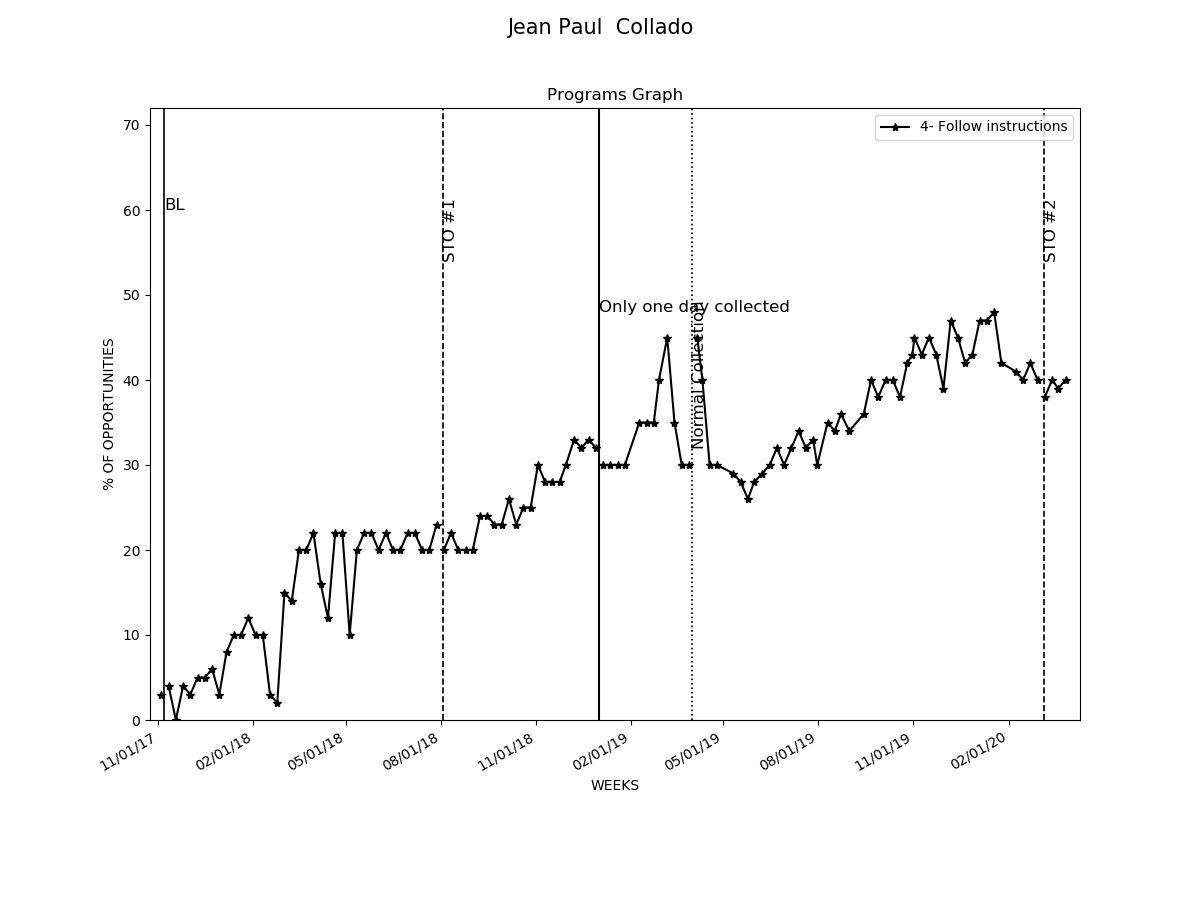 Jean Paul  Collado
Programs Graph
4- Follow instructions
BL
STO #1
Only one day collected
Normal Collection
STO #2
% OF OPPORTUNITIES
70
60
50
40
30
20
10
0
11/01/17
02/01/18
05/01/18
08/01/18
11/01/18
02/01/19
05/01/19
08/01/19
11/01/19
02/01/20
WEEKS